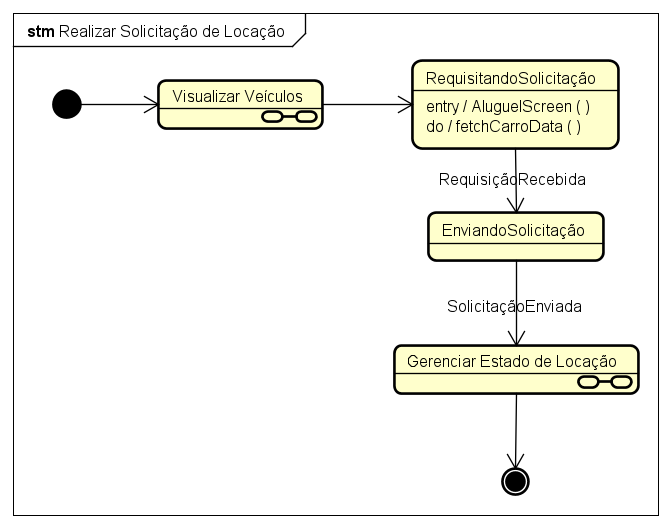 stm Realizar Solicitação de Locação
Visualizar Veículos
RequisitandoSolicitação
entry / AluguelScreen ( )
do / fetchCarroData ( )
RequisiçãoRecebida
EnviandoSolicitação
SolicitaçãoEnviada
Gerenciar Estado de Locação